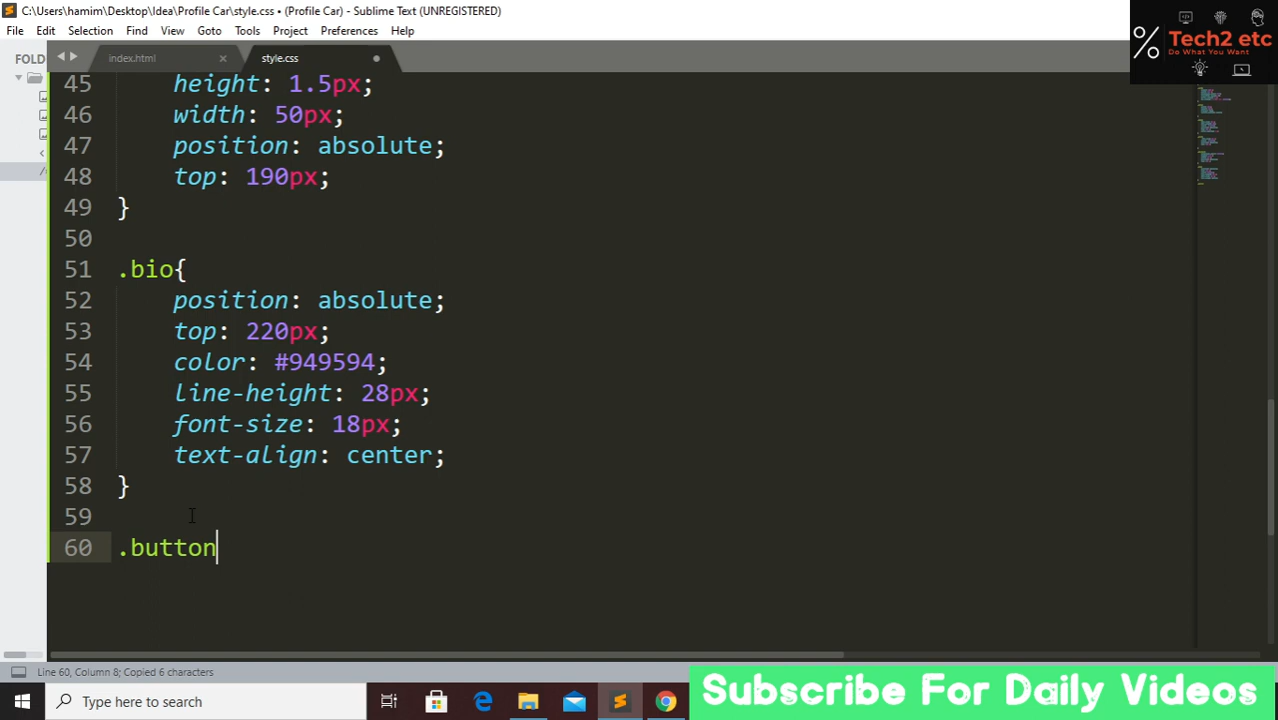 C:\Users\hamim\Desktop\Idea\Profile Car\style.css • (Profile Car) - Sublime Text (UNREGISTERED)
File Edit Selection Find View Goto Tools Project Preferences Help
% Tech2 etc
Do What You Want
FOLD
index.html
style.css
45 height: 1.5px;
46 width: 50px;
47 position: absolute;
48 top: 190px;
49 }
50
51 .bio{
52 position: absolute;
53 top: 220px;
54 color: #949594;
55 line-height: 28px;
56 font-size: 18px;
57 text-align: center;
58 }
59
60 .button
Line 60, Column 8; Copied 6 characters
Type here to search
Subscribe For Daily Videos